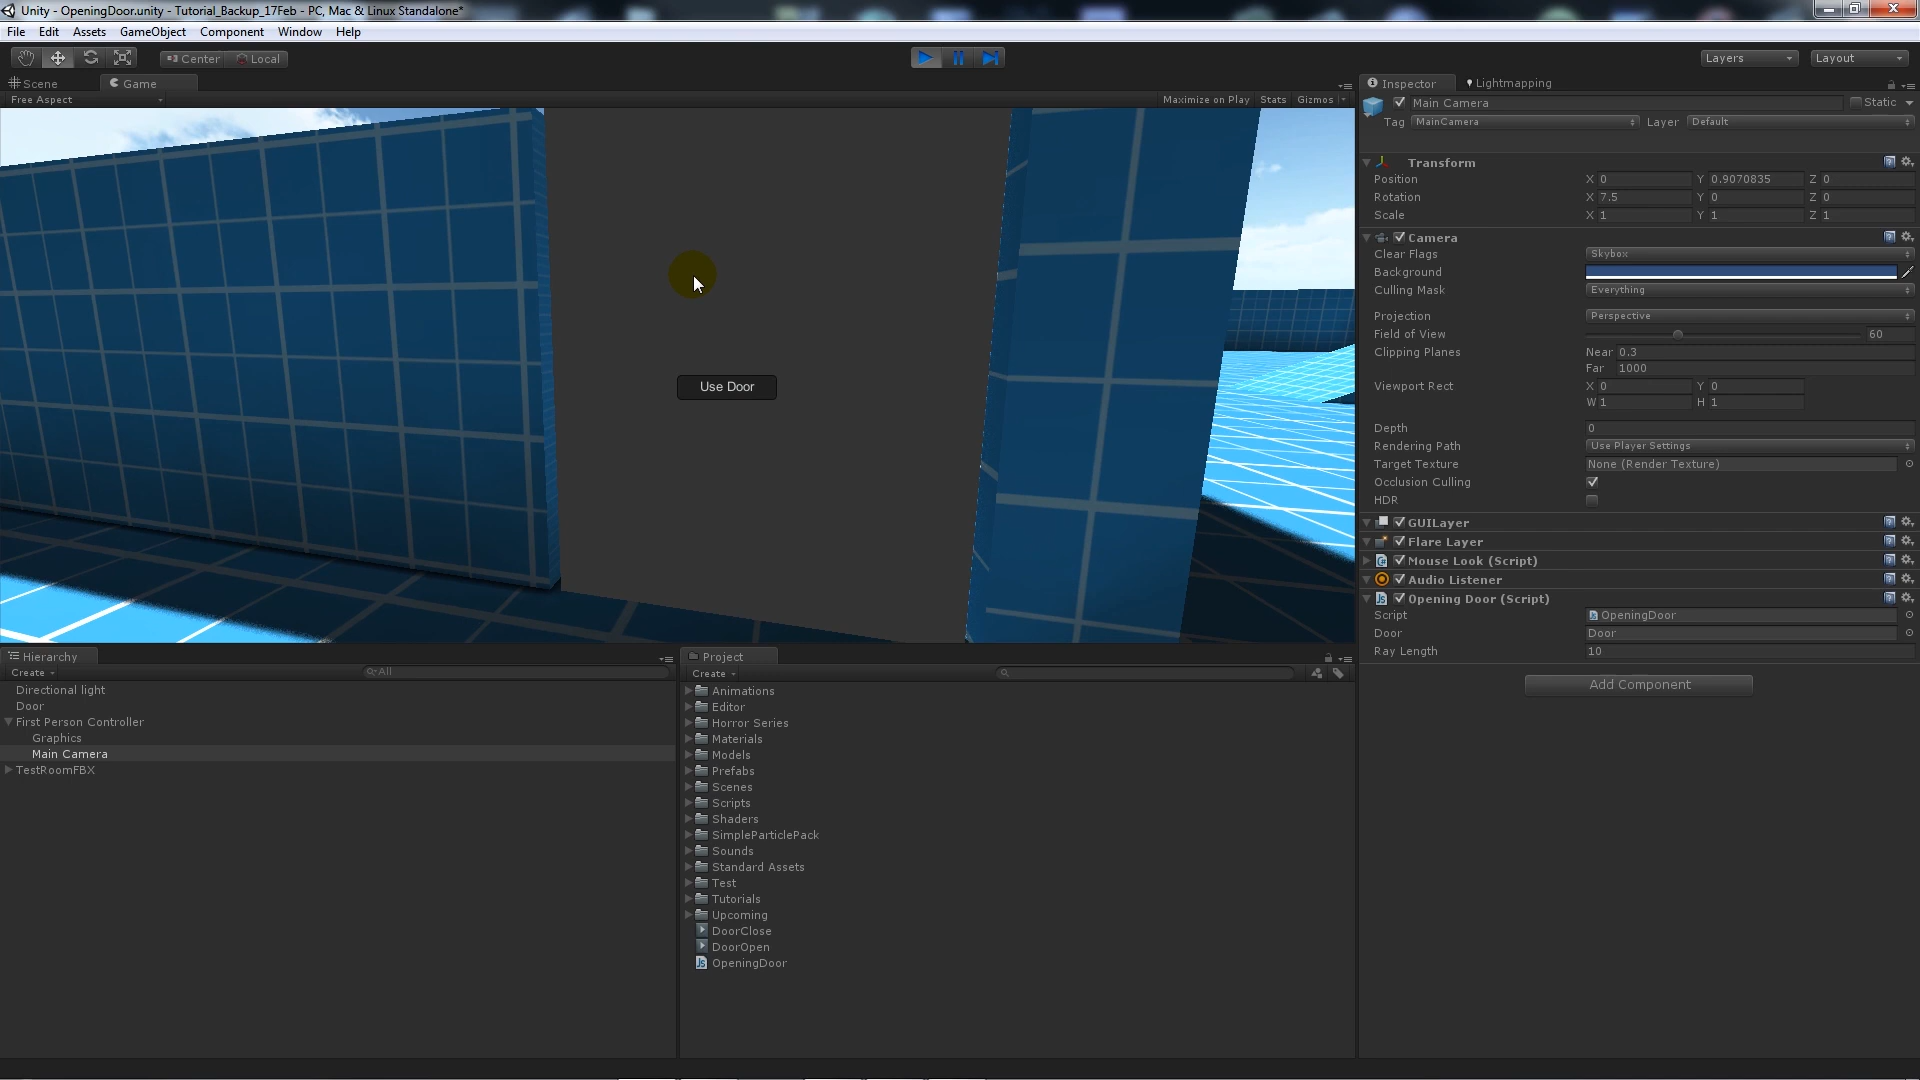 Unity - OpeningDoor.unity - Tutorial_Backup_17Feb - PC, Mac & Linux Standalone*
File Edit Assets GameObject Component Window Help
Center Local Layers Layout
Scene Game
Free Aspect Maximize on Play Stats Gizmos
Use Door
Inspector Lightmapping
Main Camera Static
Tag MainCamera Layer Default
Transform
Position X 0 Y 0.9070835 Z 0
Rotation X 7.5 Y 0 Z 0
Scale X 1 Y 1 Z 1
Camera
Clear Flags Skybox
Background
Culling Mask Everything
Projection Perspective
Field of View 60
Clipping Planes Near 0.3
Far 1000
Viewport Rect X 0 Y 0
W 1 H 1
Depth 0
Rendering Path Use Player Settings
Target Texture None (Render Texture)
Occlusion Culling
HDR
GUILayer
Flare Layer
Mouse Look (Script)
Audio Listener
Opening Door (Script)
Script OpeningDoor
Door Door
Ray Length 10
Add Component
Hierarchy
Create All
Directional light
Door
First Person Controller
Graphics
Main Camera
TestRoomFBX
Project
Create
Animations
Editor
Horror Series
Materials
Models
Prefabs
Scenes
Scripts
Shaders
SimpleParticlePack
Sounds
Standard Assets
Test
Tutorials
Upcoming
DoorClose
DoorOpen
OpeningDoor